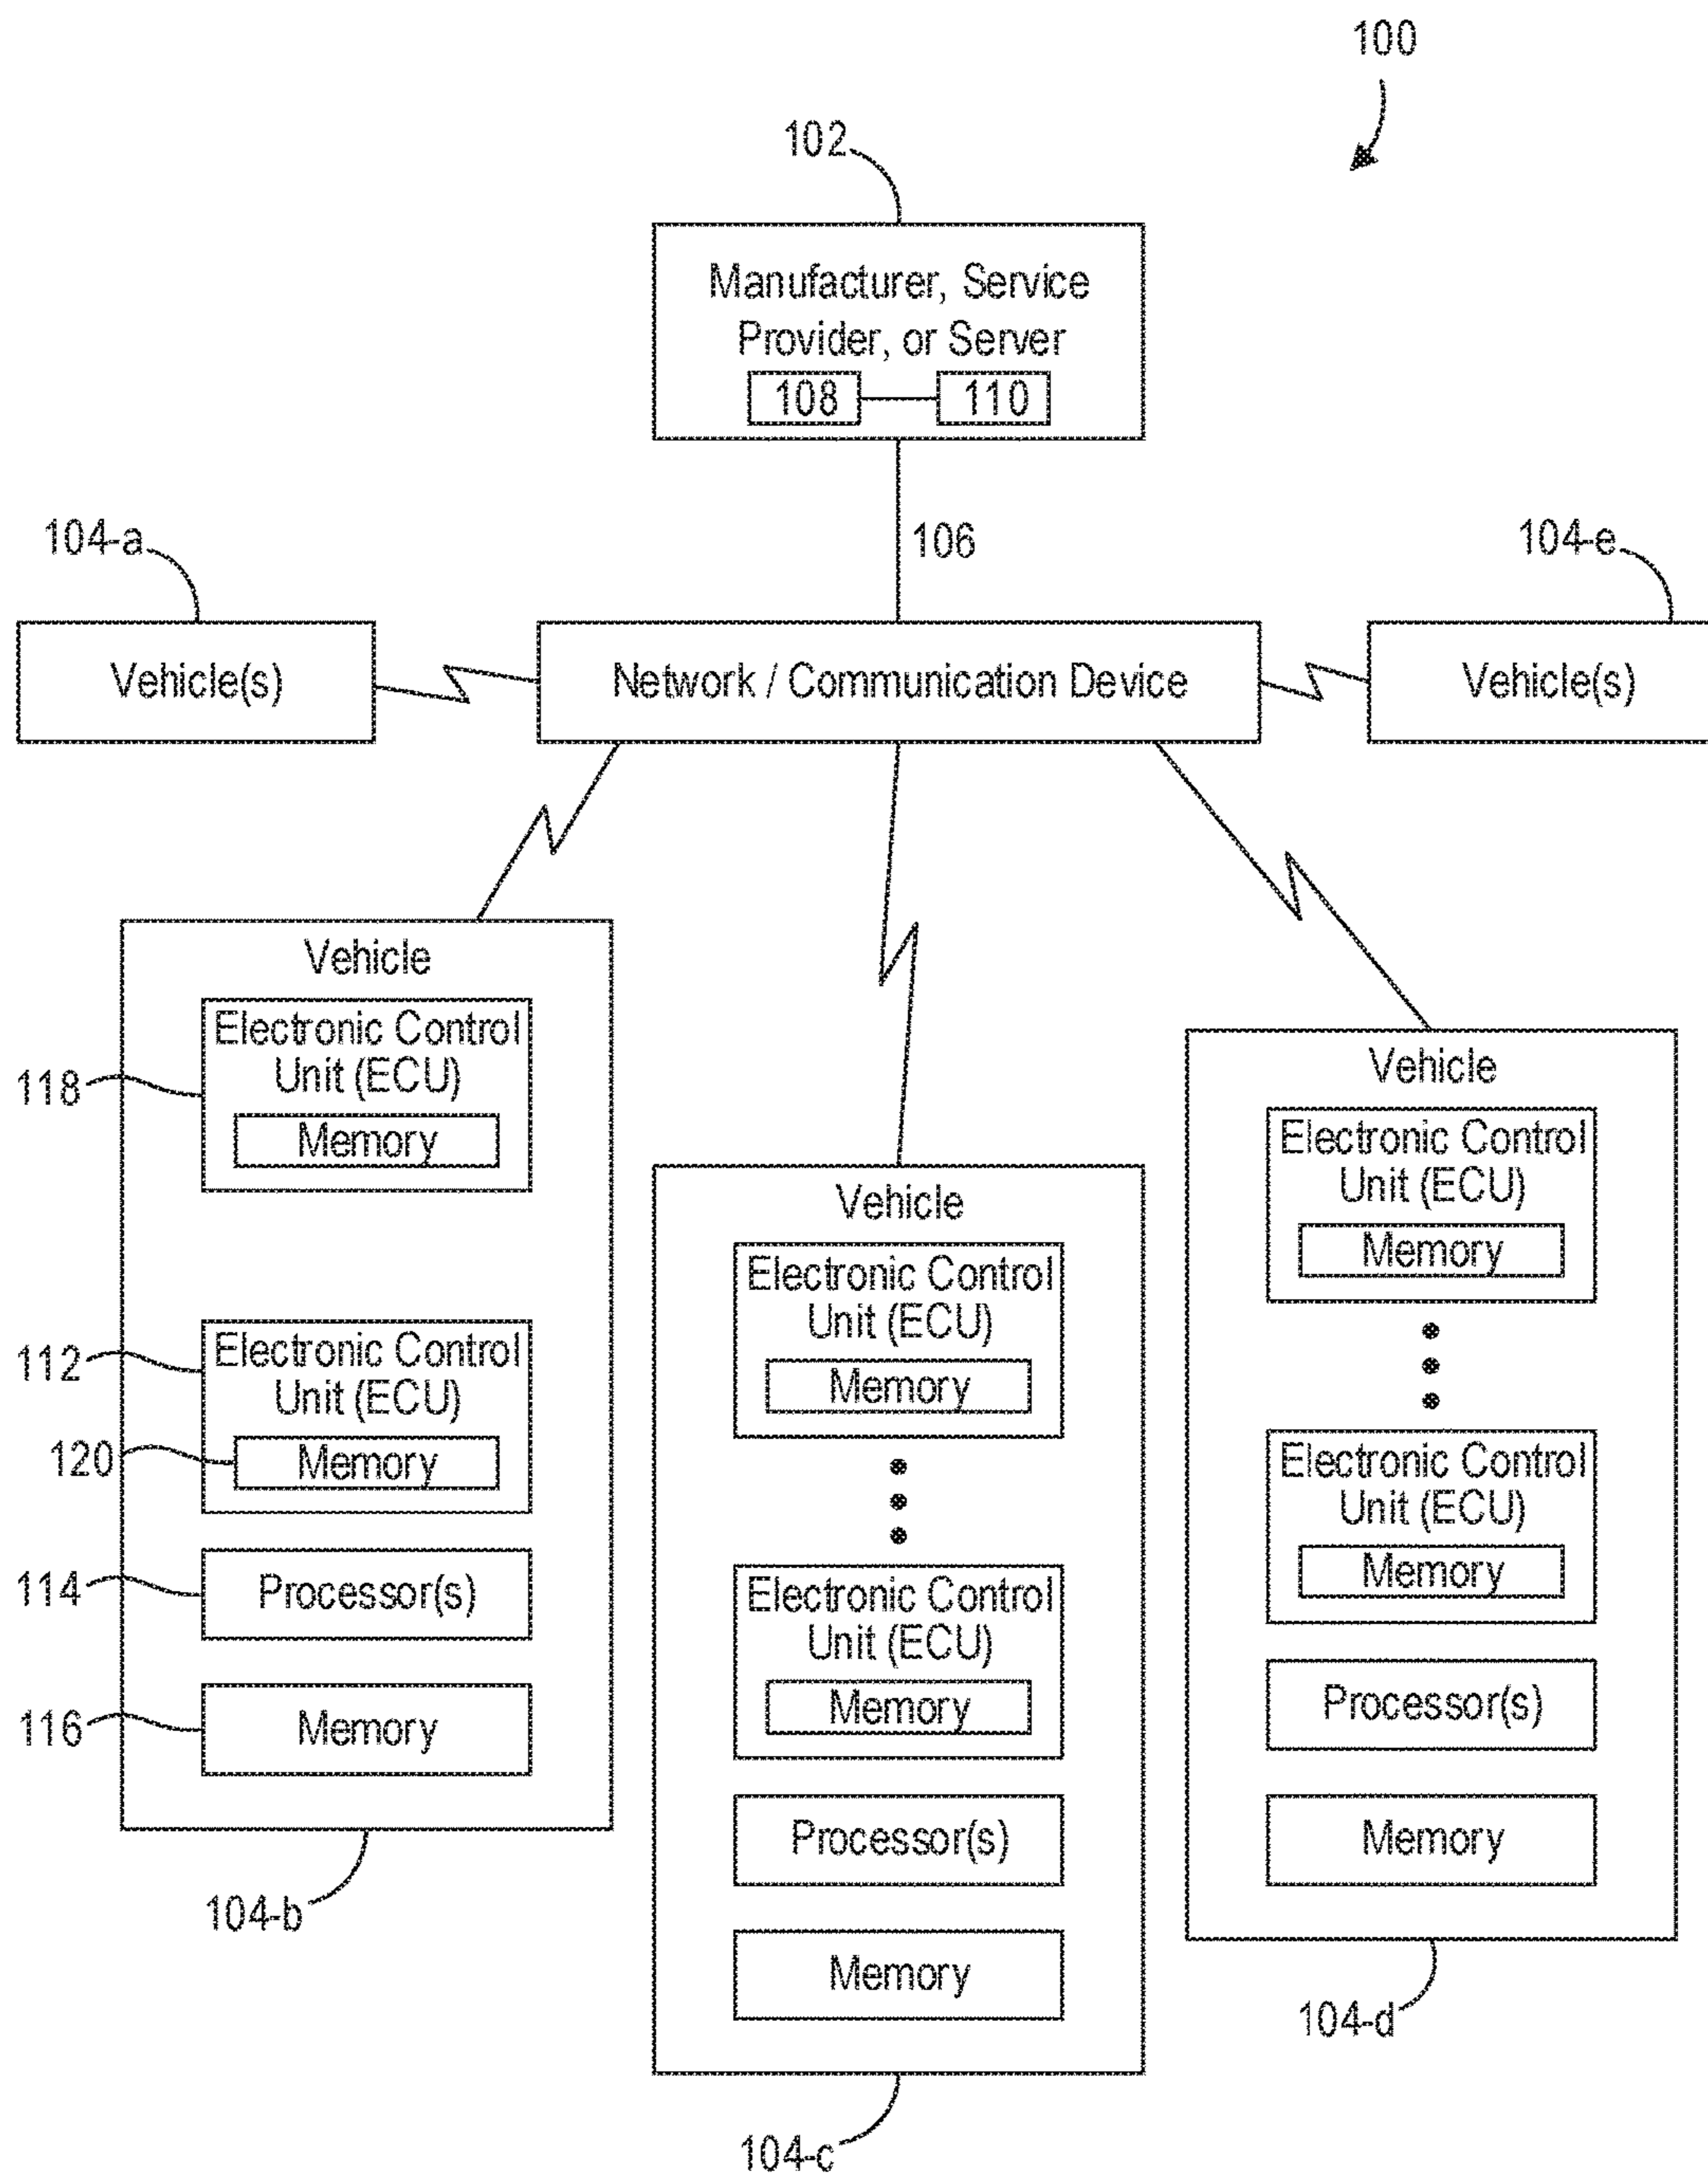 100
102
Manufacturer, Service
Provider, or Server
108
110
106
104-a
104-e
Vehicle(s)
Network / Communication Device
Vehicle(s)
Vehicle
Electronic Control
Unit (ECU)
Memory
118
Electronic Control
Unit (ECU)
Memory
112
120
Processor(s)
114
Memory
116
104-b
Vehicle
Electronic Control
Unit (ECU)
Memory
Electronic Control
Unit (ECU)
Memory
Processor(s)
Memory
104-c
Vehicle
Electronic Control
Unit (ECU)
Memory
Electronic Control
Unit (ECU)
Memory
Processor(s)
Memory
104-d